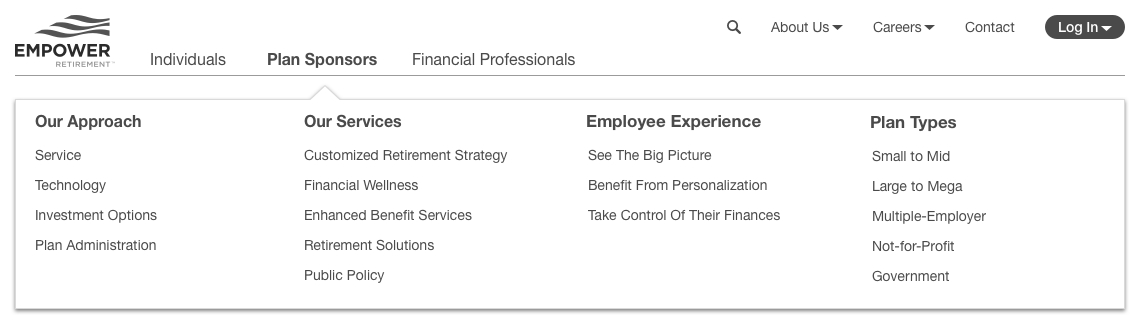 EMPOWER
RETIREMENT™
About Us
Careers
Contact
Log In
Individuals
Plan Sponsors
Financial Professionals
Our Approach
Service
Technology
Investment Options
Plan Administration
Our Services
Customized Retirement Strategy
Financial Wellness
Enhanced Benefit Services
Retirement Solutions
Public Policy
Employee Experience
See The Big Picture
Benefit From Personalization
Take Control Of Their Finances
Plan Types
Small to Mid
Large to Mega
Multiple-Employer
Not-for-Profit
Government